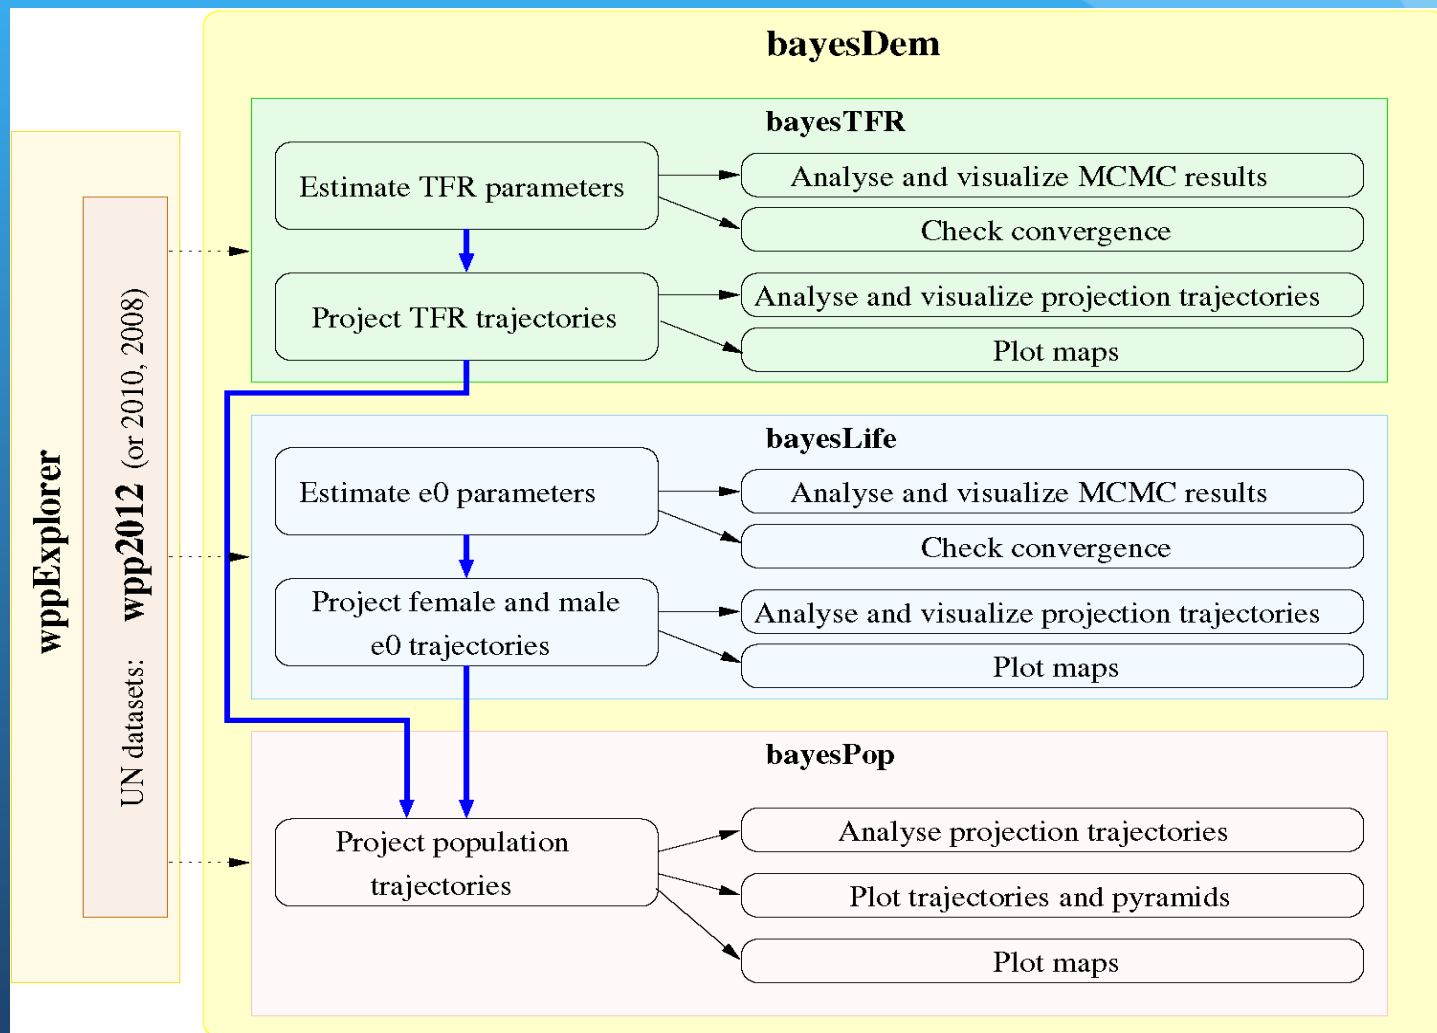 bayesDem
bayesTFR
Estimate TFR parameters
Analyse and visualize MCMC results
Check convergence
Project TFR trajectories
Analyse and visualize projection trajectories
Plot maps
bayesLife
Estimate e0 parameters
Analyse and visualize MCMC results
Check convergence
Project female and male
e0 trajectories
Analyse and visualize projection trajectories
Plot maps
bayesPop
Project population
trajectories
Analyse projection trajectories
Plot trajectories and pyramids
Plot maps
wppExplorer
UN datasets: wpp2012 (or 2010, 2008)